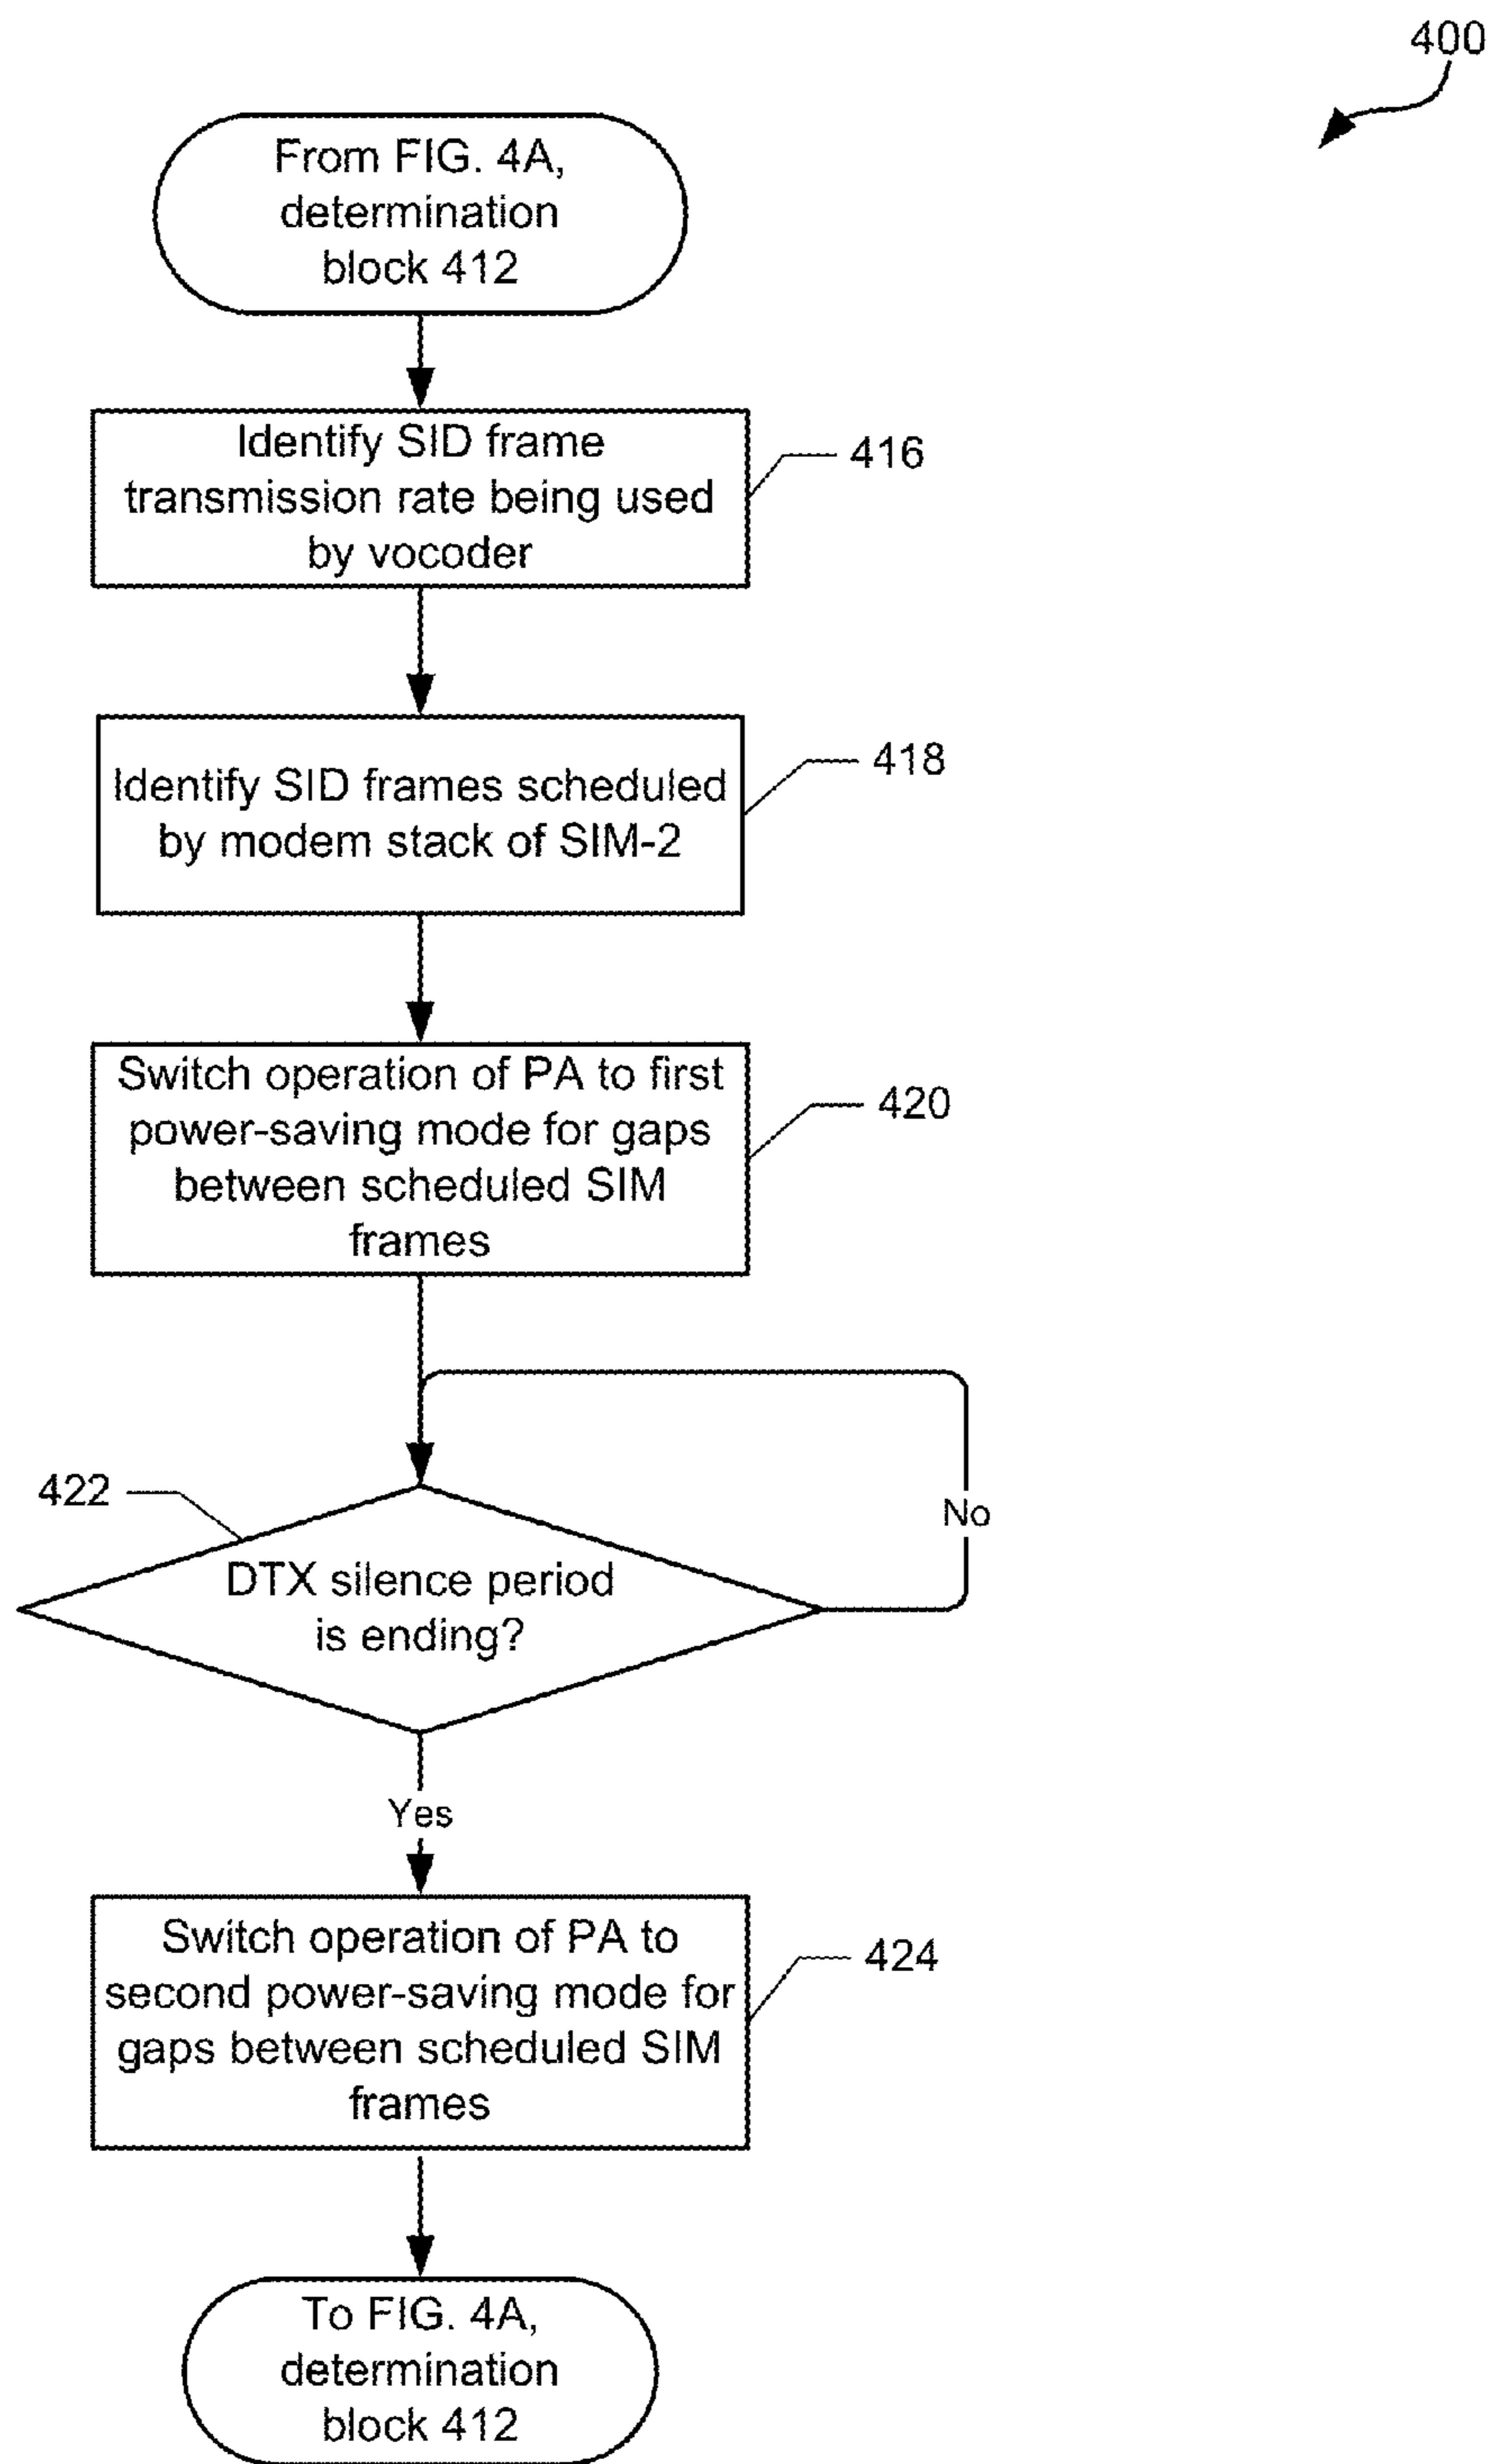 400
From FIG. 4A,
determination
block 412
Identify SID frame
transmission rate being used
by vocoder
416
Identify SID frames scheduled
by modem stack of SIM-2
418
Switch operation of PA to first
power-saving mode for gaps
between scheduled SIM
frames
420
422
No
DTX silence period
is ending?
Yes
Switch operation of PA to
second power-saving mode for
gaps between scheduled SIM
frames
424
To FIG. 4A,
determination
block 412